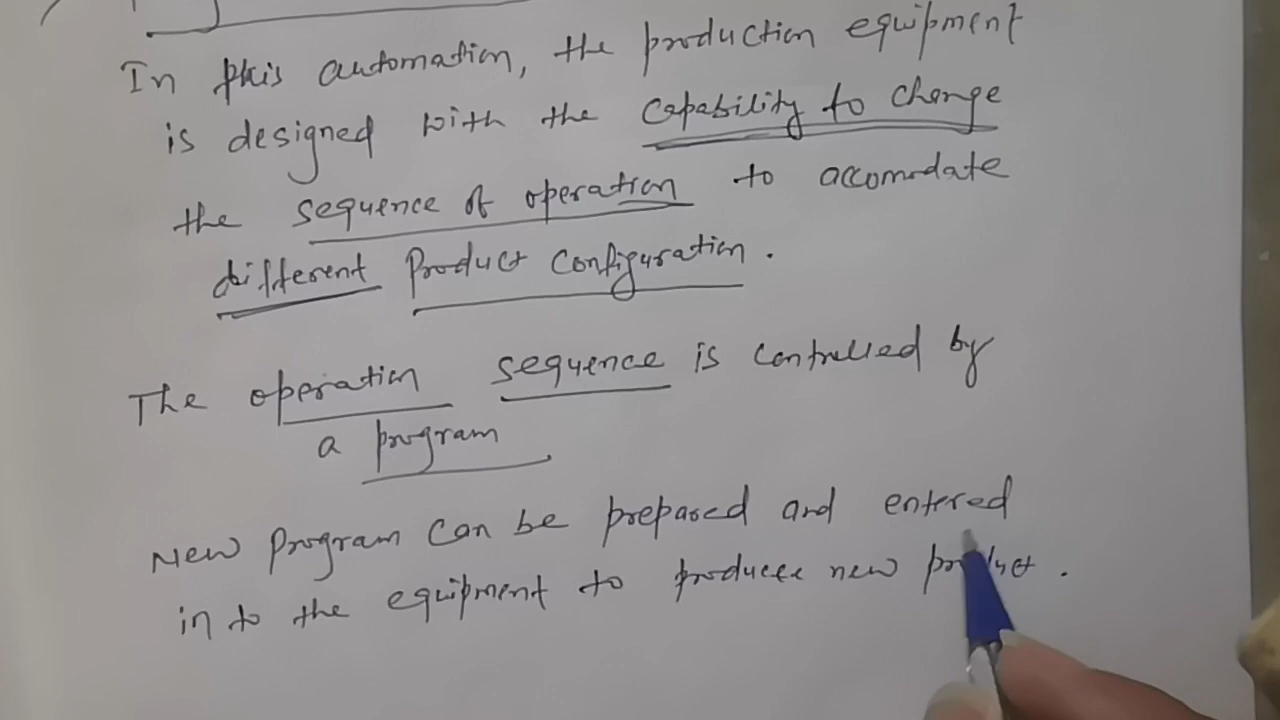 In this automation, the production equipment
is designed with the capability to change
the sequence of operation to accomodate
different Product Configuration.
The operation sequence is controlled by
a program
New Program can be prepared and entered
in to the equipment to produce new product.